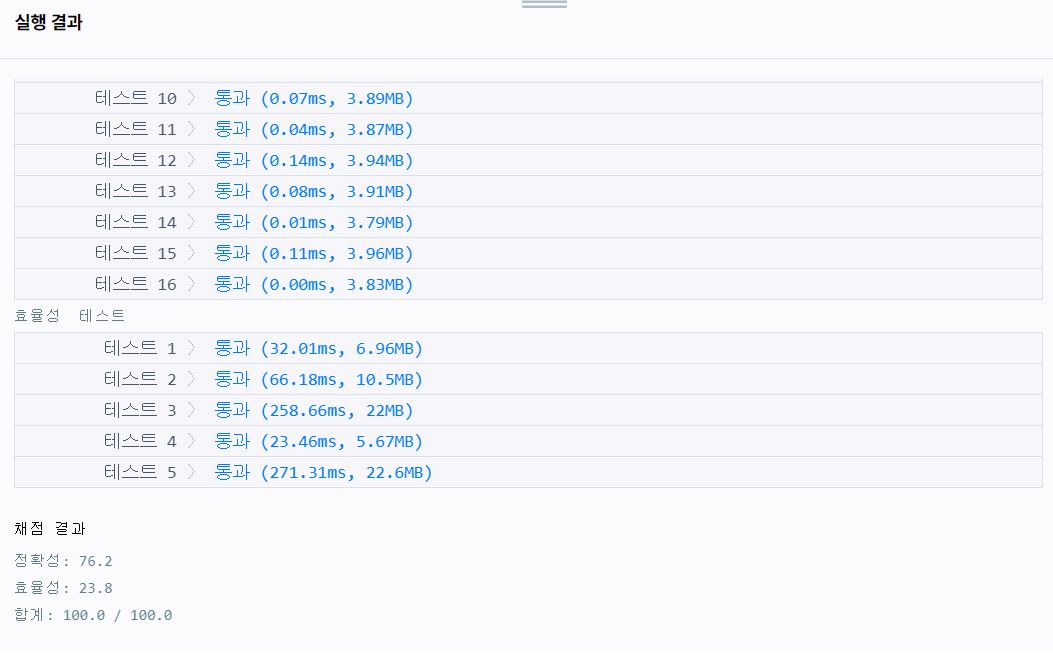 실행 결과
테스트 10 〉 통과 (0.07ms, 3.89MB)
테스트 11 〉 통과 (0.04ms, 3.87MB)
테스트 12 〉 통과 (0.14ms, 3.94MB)
테스트 13 〉 통과 (0.08ms, 3.91MB)
테스트 14 〉 통과 (0.01ms, 3.79MB)
테스트 15 〉 통과 (0.11ms, 3.96MB)
테스트 16 〉 통과 (0.00ms, 3.83MB)
효율성 테스트
테스트 1 〉 통과 (32.01ms, 6.96MB)
테스트 2 〉 통과 (66.18ms, 10.5MB)
테스트 3 〉 통과 (258.66ms, 22MB)
테스트 4 〉 통과 (23.46ms, 5.67MB)
테스트 5 〉 통과 (271.31ms, 22.6MB)
채점 결과
정확성: 76.2
효율성: 23.8
합계: 100.0 / 100.0